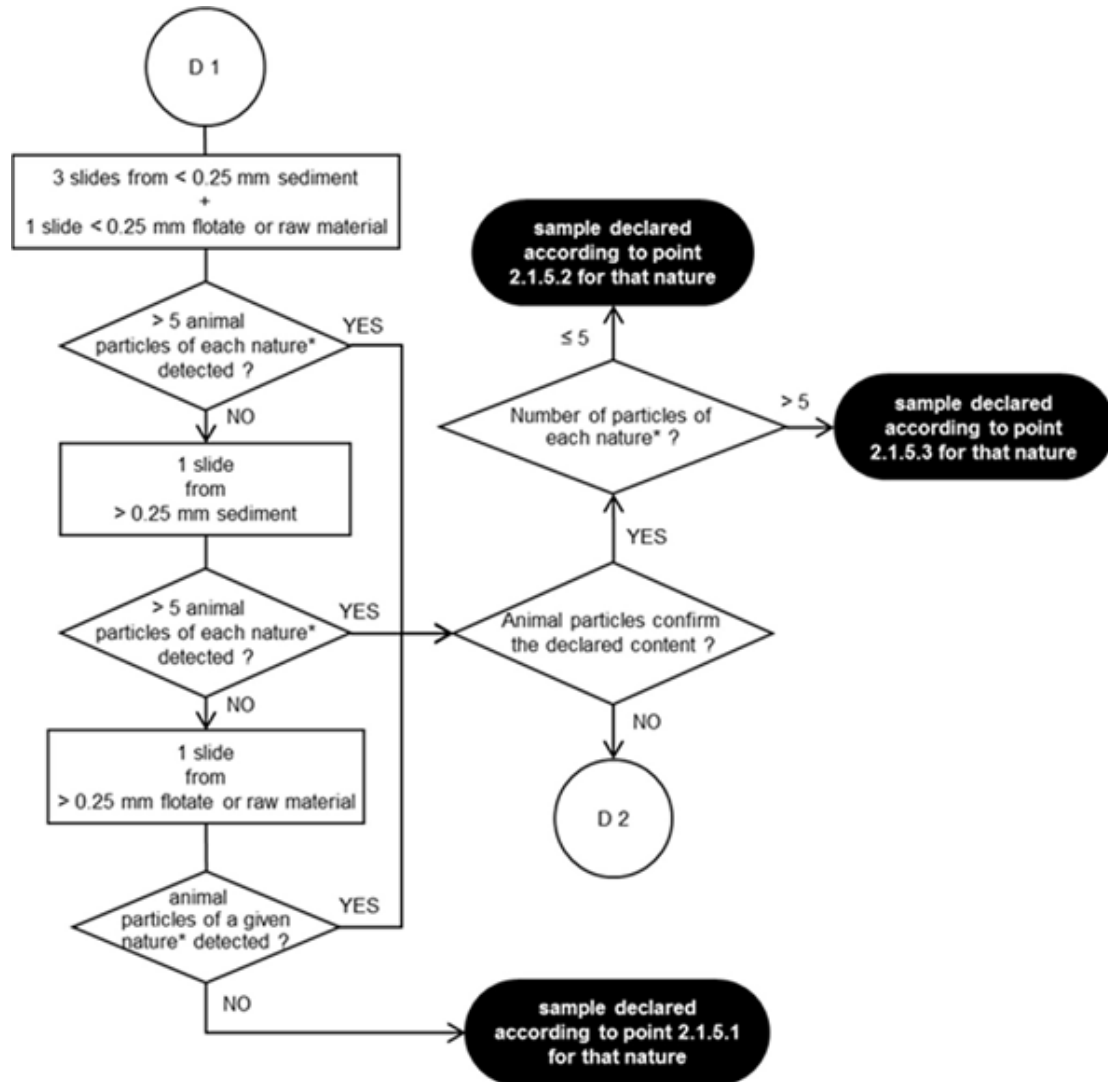 D 1
3 slides from < 0.25 mm sediment
+
1 slide < 0.25 mm flotate or raw material
> 5 animal
particles of each nature*
detected ?
YES
NO
1 slide
from
> 0.25 mm sediment
> 5 animal
particles of each nature*
detected ?
YES
NO
1 slide
from
> 0.25 mm flotate or raw material
animal
particles of a given
nature* detected ?
YES
NO
sample declared
according to point 2.1.5.1
for that nature
Animal particles confirm
the declared content ?
NO
D 2
YES
Number of particles of
each nature* ?
≤ 5
sample declared
according to point
2.1.5.2 for that nature
> 5
sample declared
according to point
2.1.5.3 for that nature